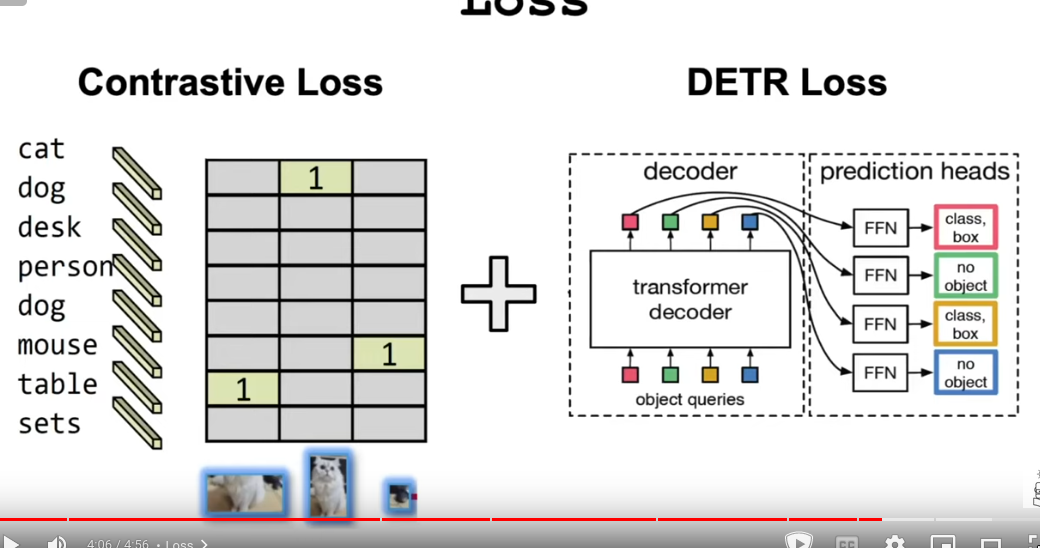 Loss
Contrastive Loss
DETR Loss
cat
dog
desk
person
dog
mouse
table
sets
1
1
1
decoder
transformer
decoder
object queries
prediction heads
FFN
class,
box
FFN
no
object
FFN
class,
box
FFN
no
object
4:06 / 4:56 • Loss
CC